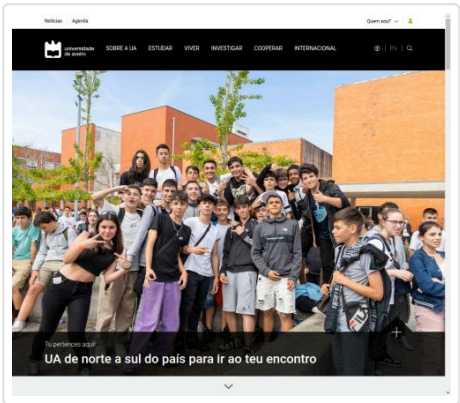 Notícias Agenda Quem sou?
universidade de aveiro
SOBRE A UA ESTUDAR VIVER INVESTIGAR COOPERAR INTERNACIONAL EN
FILA
Tu pertences aqui!
UA de norte a sul do país para ir ao teu encontro